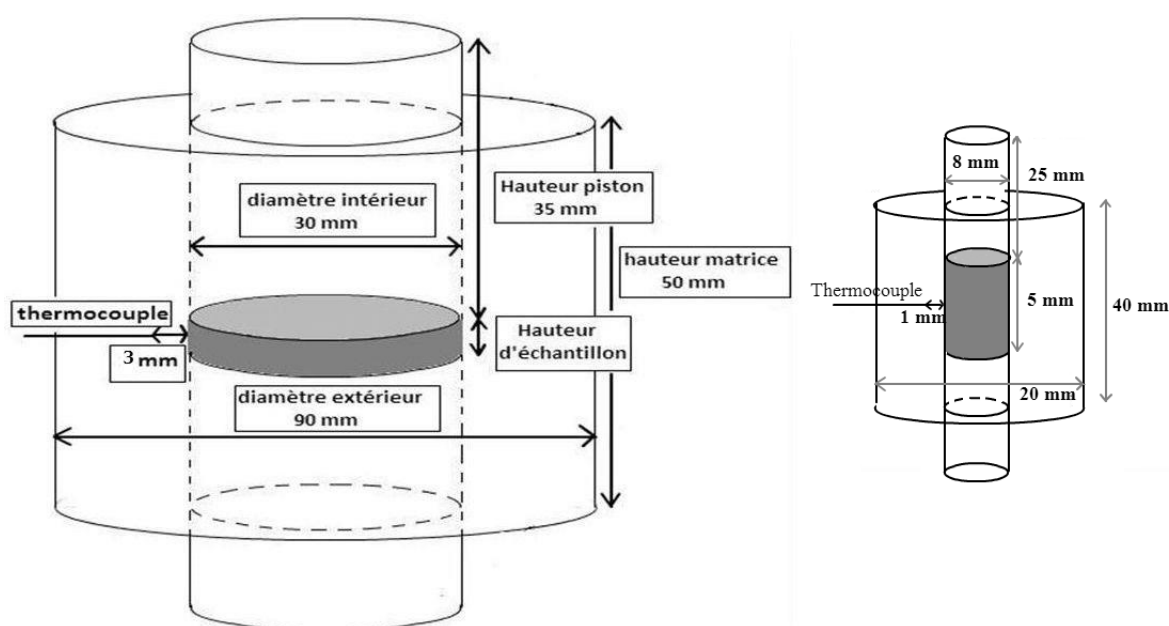 Hauteur piston
35 mm
diamètre intérieur
30 mm
hauteur matrice
50 mm
thermocouple
3 mm
Hauteur
d'échantillon
diamètre extérieur
90 mm
8 mm
25 mm
Thermocouple
1 mm
5 mm
40 mm
20 mm